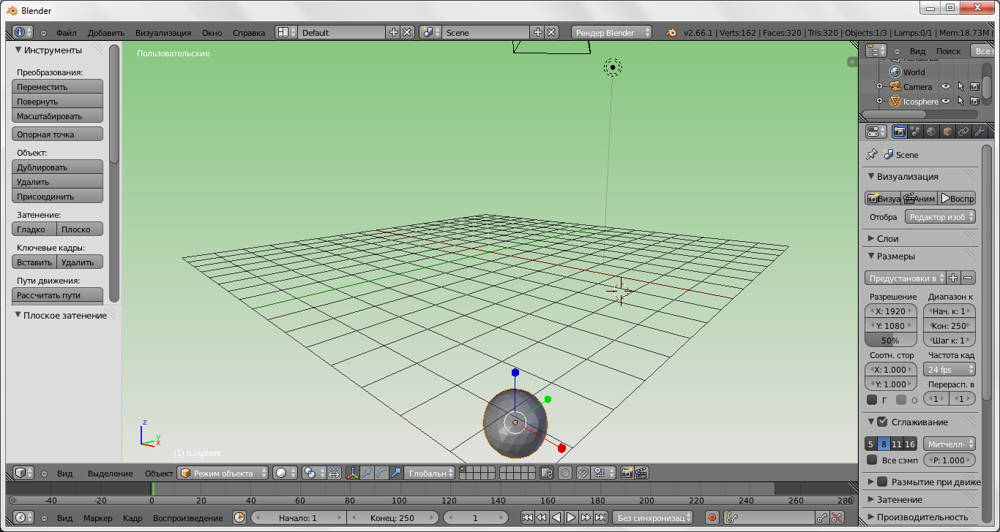 Blender
Файл Добавить Визуализация Окно Справка Default Scene Рендер Blender v2.66.1 | Verts:162 | Faces:320 | Tris:320 | Objects:1/3 | Lamps:0/1 | Mem:18.73M (
Инструменты
Преобразования:
Переместить
Повернуть
Масштабировать
Опорная точка
Объект:
Дублировать
Удалить
Присоединить
Затенение:
Гладко Плоско
Ключевые кадры:
Вставить Удалить
Пути движения:
Рассчитать пути
Плоское затенение
Пользовательские
z
y
x
(1) Icosphere
Вид Поиск Все с
World
Camera
Icosphere
Scene
Визуализация
Визуа Аним Воспр
Отобра Редактор изоб
Слои
Размеры
Предустановки в
Разрешение Диапазон к
X: 1920 Нач. к: 1
Y: 1080 Кон: 250
50% Шаг к: 1
Соотн. стор Частота кад
X: 1.000 24 fps
Y: 1.000 Перерасп. в
Г О 1 1
Сглаживание
5 8 11 16 Митчелл-
Все сэмп Р: 1.000
Размытие при движе
Затенение
Производительность
Вид Выделение Объект Режим объекта Глобальн
-40 -20 0 20 40 60 80 100 120 140 160 180 200 220 240 260 280
Вид Маркер Кадр Воспроизведение Начало: 1 Конец: 250 1 Без синхронизац